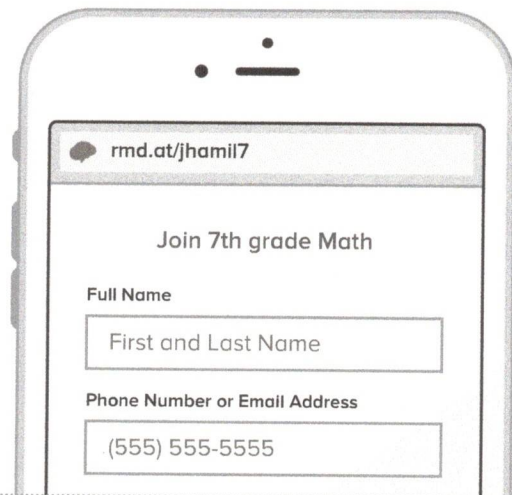 rmd.at/jhamil7
Join 7th grade Math
Full Name
First and Last Name
Phone Number or Email Address
(555) 555-5555